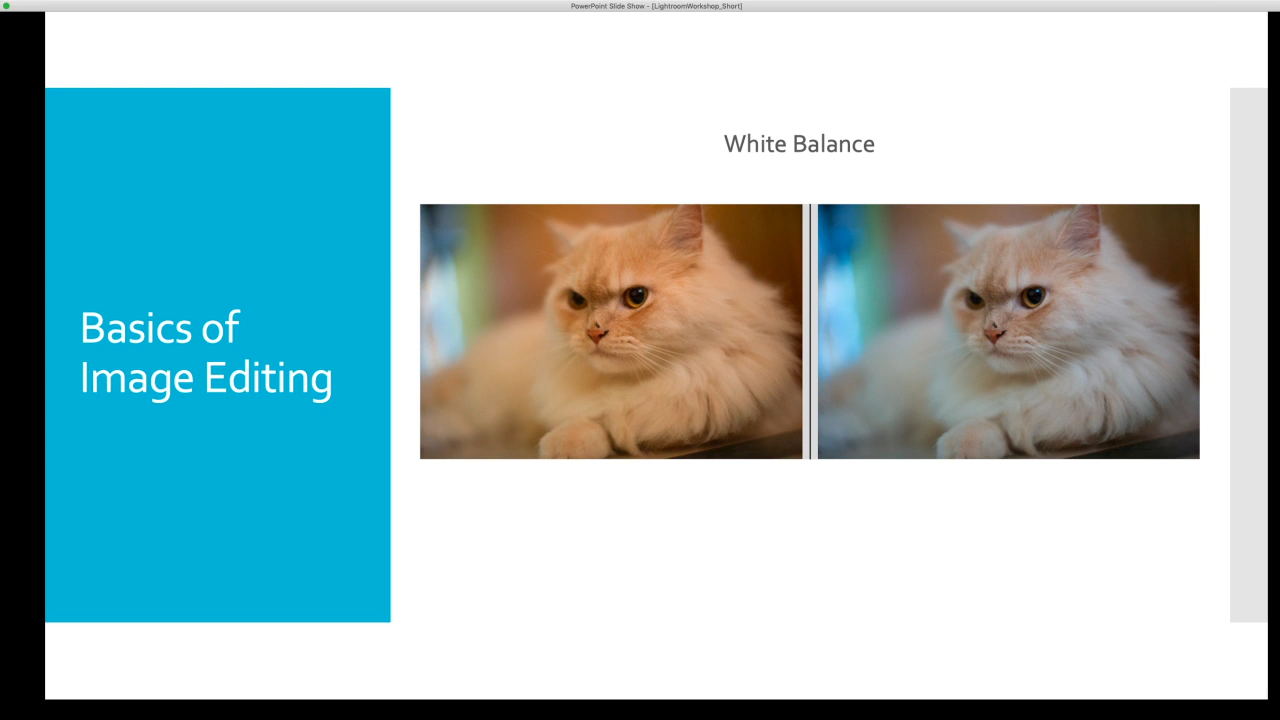 PowerPoint Slide Show - [LightroomWorkshop_Short]
White Balance
Basics of
Image Editing